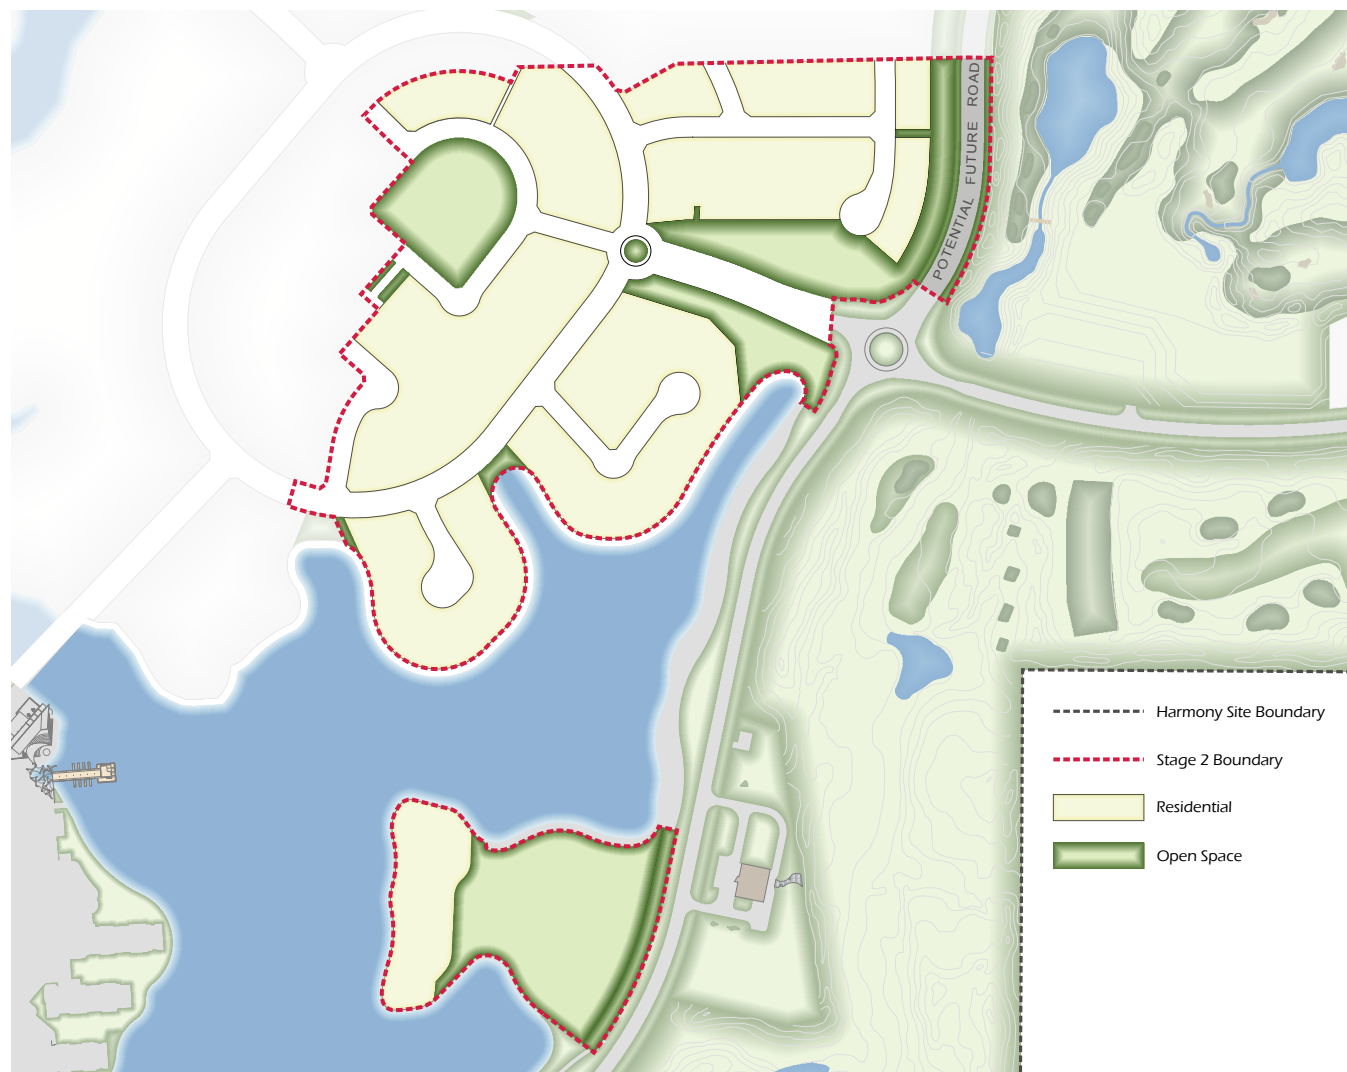 POTENTIAL FUTURE ROAD
Harmony Site Boundary
Stage 2 Boundary
Residential
Open Space